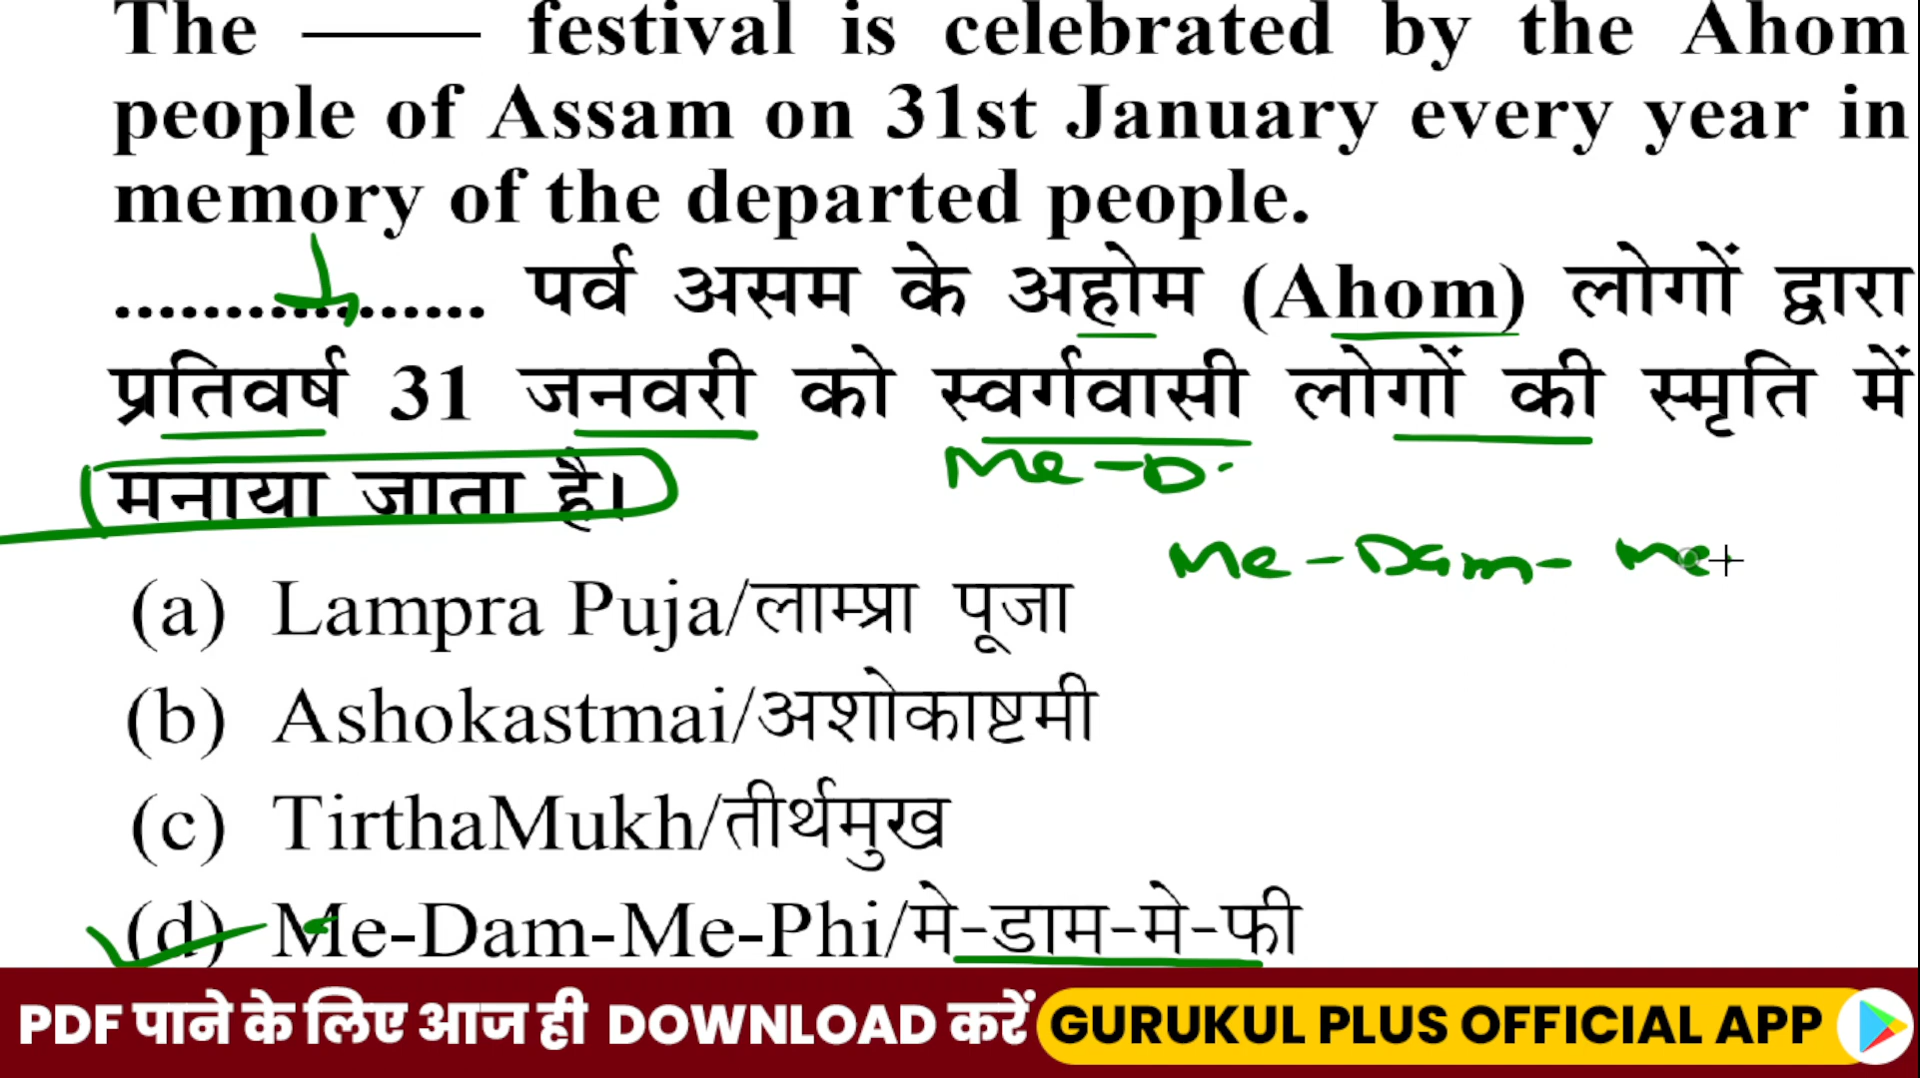 The ——— festival is celebrated by the Ahom
people of Assam on 31st January every year in
memory of the departed people.
.................... पर्व असम के अहोम (Ahom) लोगों द्वारा
प्रतिवर्ष 31 जनवरी को स्वर्गवासी लोगों की स्मृति में
मनाया जाता है।
Me-D.
Me-Dam-Me
(a) Lampra Puja/लाम्प्रा पूजा
(b) Ashokastmai/अशोकाष्टमी
(c) TirthaMukh/तीर्थमुख
(d) Me-Dam-Me-Phi/मे-डाम-मे-फी
PDF पाने के लिए आज ही DOWNLOAD करें GURUKUL PLUS OFFICIAL APP